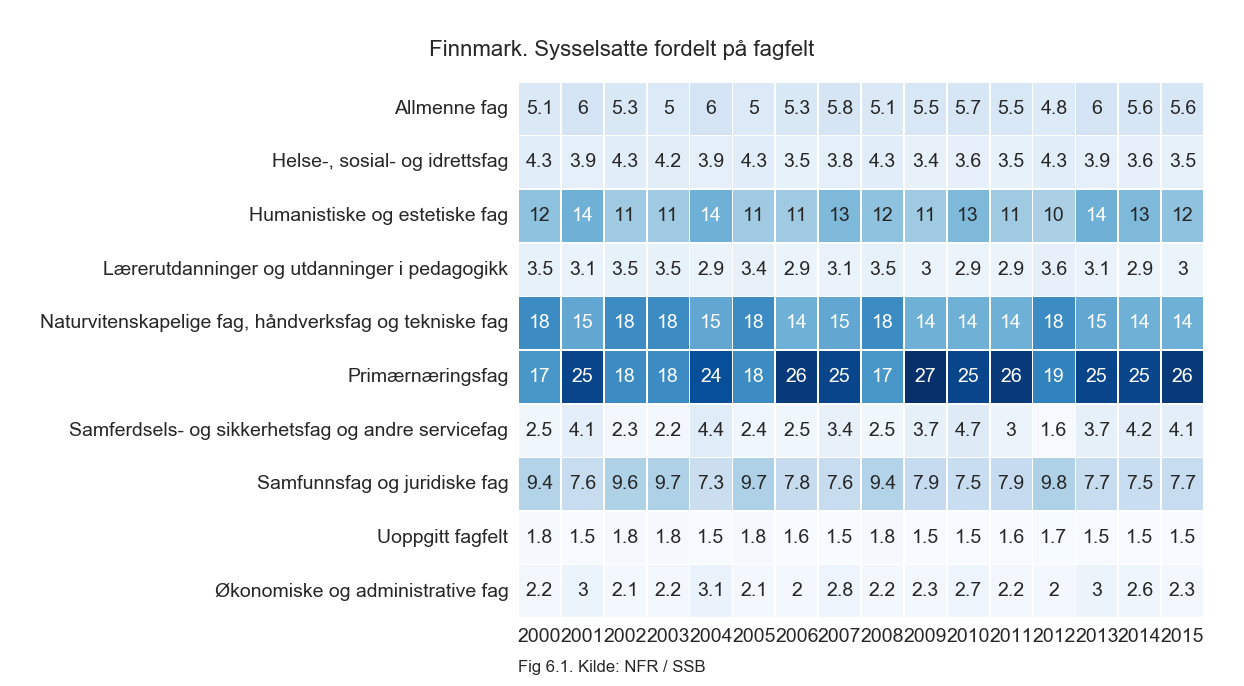 Finnmark. Sysselsatte fordelt på fagfelt
Allmenne fag 5.1 6 5.3 5 6 5 5.3 5.8 5.1 5.5 5.7 5.5 4.8 6 5.6 5.6
Helse-, sosial- og idrettsfag 4.3 3.9 4.3 4.2 3.9 4.3 3.5 3.8 4.3 3.4 3.6 3.5 4.3 3.9 3.6 3.5
Humanistiske og estetiske fag 12 14 11 11 14 11 11 13 12 11 13 11 10 14 13 12
Lærerutdanninger og utdanninger i pedagogikk 3.5 3.1 3.5 3.5 2.9 3.4 2.9 3.1 3.5 3 2.9 2.9 3.6 3.1 2.9 3
Naturvitenskapelige fag, håndverksfag og tekniske fag 18 15 18 18 15 18 14 15 18 14 14 14 18 15 14 14
Primærnæringsfag 17 25 18 18 24 18 26 25 17 27 25 26 19 25 25 26
Samferdsels- og sikkerhetsfag og andre servicefag 2.5 4.1 2.3 2.2 4.4 2.4 2.5 3.4 2.5 3.7 4.7 3 1.6 3.7 4.2 4.1
Samfunnsfag og juridiske fag 9.4 7.6 9.6 9.7 7.3 9.7 7.8 7.6 9.4 7.9 7.5 7.9 9.8 7.7 7.5 7.7
Uoppgitt fagfelt 1.8 1.5 1.8 1.8 1.5 1.8 1.6 1.5 1.8 1.5 1.5 1.6 1.7 1.5 1.5 1.5
Økonomiske og administrative fag 2.2 3 2.1 2.2 3.1 2.1 2 2.8 2.2 2.3 2.7 2.2 2 3 2.6 2.3
2000 2001 2002 2003 2004 2005 2006 2007 2008 2009 2010 2011 2012 2013 2014 2015
Fig 6.1. Kilde: NFR / SSB